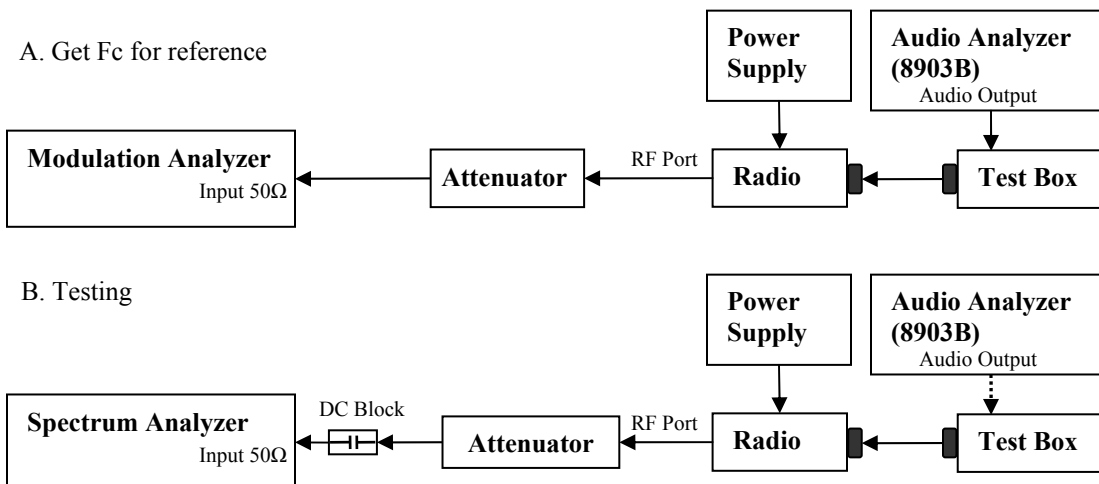 A. Get Fc for reference
Power
Supply
Audio Analyzer
(8903B)
Audio Output
Modulation Analyzer
Input 50Ω
Attenuator
RF Port
Radio
Test Box
B. Testing
Power
Supply
Audio Analyzer
(8903B)
Audio Output
Spectrum Analyzer
Input 50Ω
DC Block
Attenuator
RF Port
Radio
Test Box